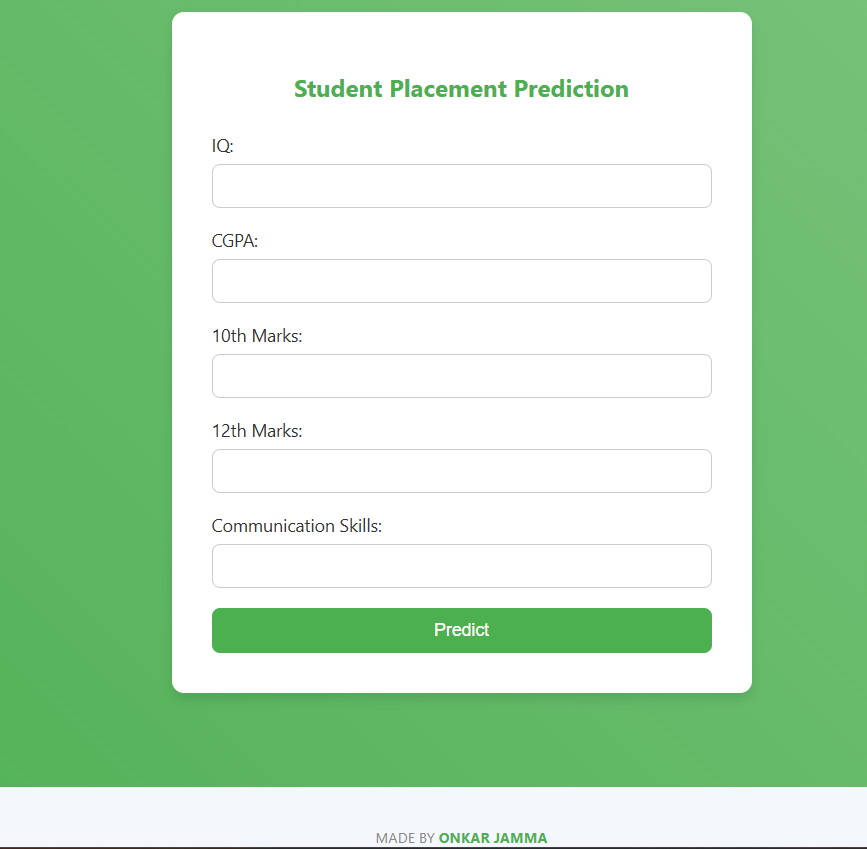 Student Placement Prediction
IQ:
CGPA:
10th Marks:
12th Marks:
Communication Skills:
Predict
MADE BY ONKAR JAMMA